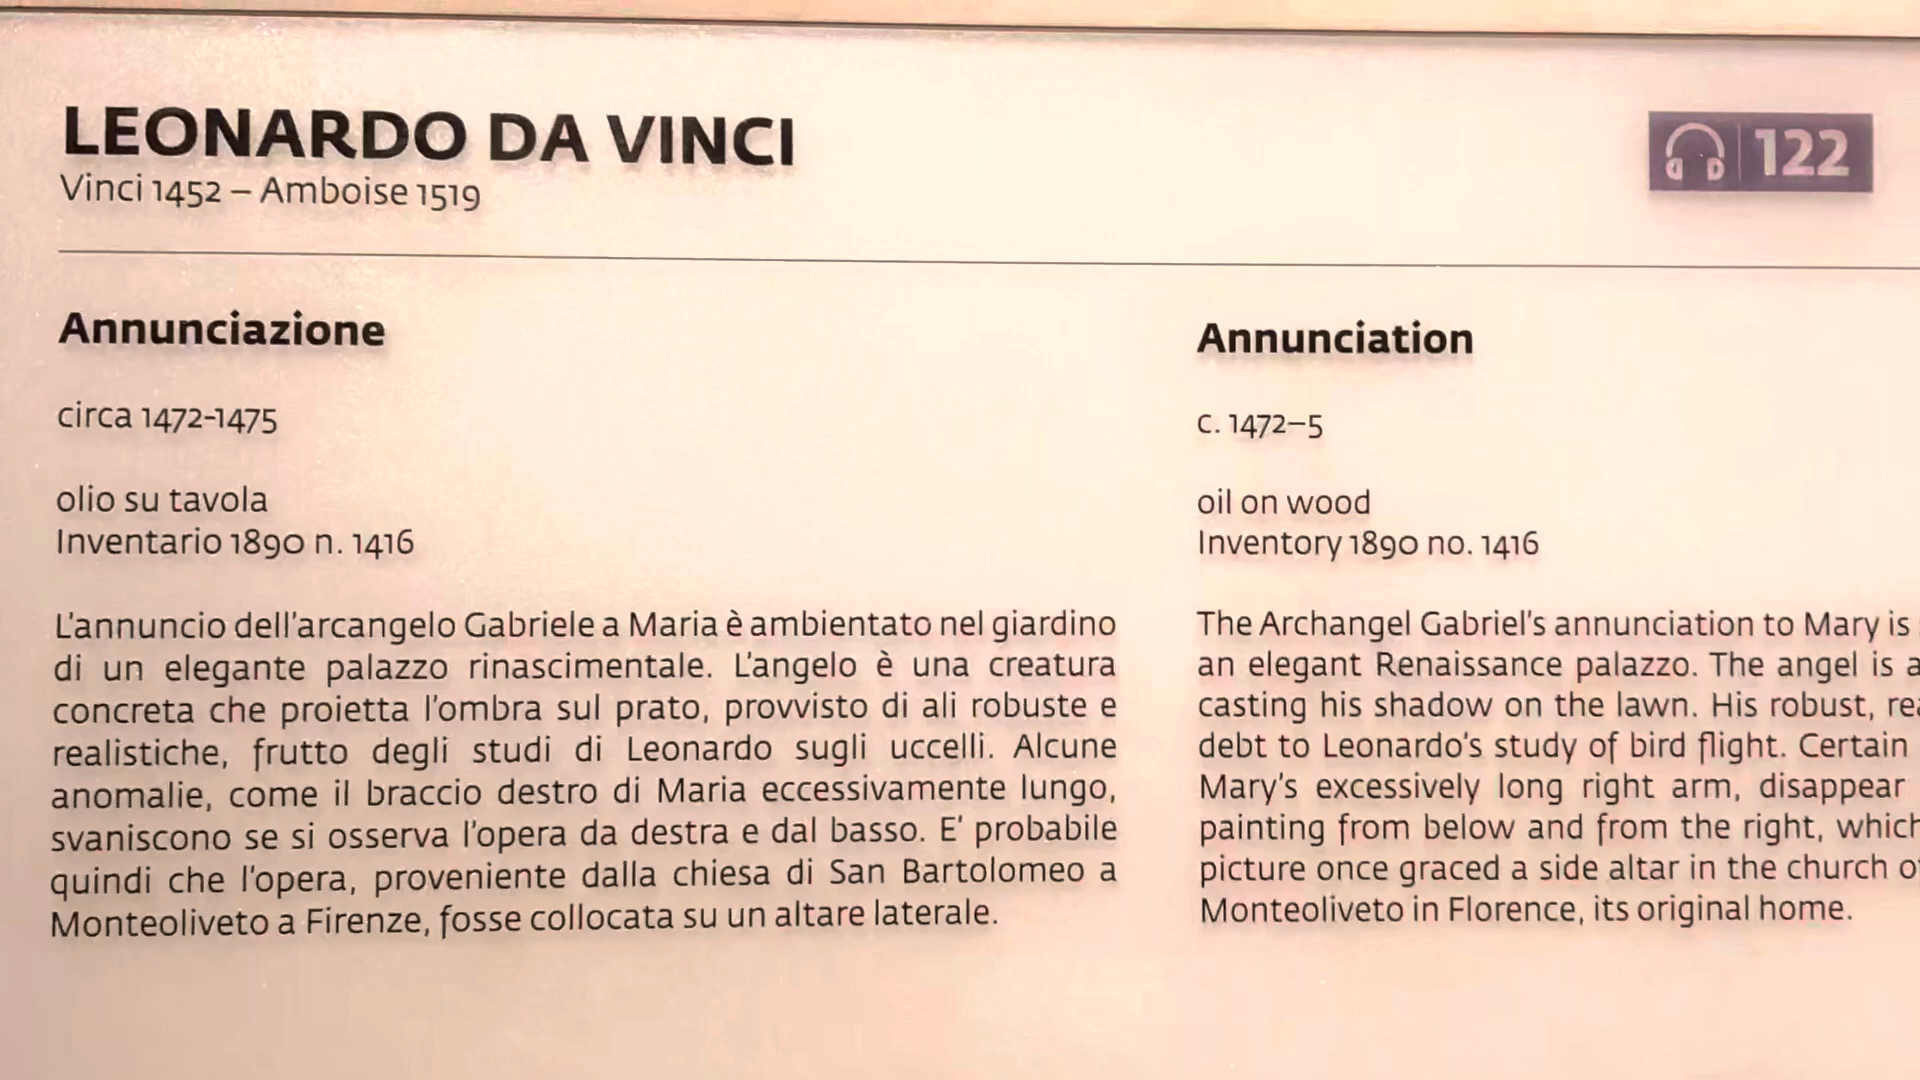 LEONARDO DA VINCI
Vinci 1452 – Amboise 1519
122
Annunciazione
circa 1472-1475
olio su tavola
Inventario 1890 n. 1416
L'annuncio dell'arcangelo Gabriele a Maria è ambientato nel giardino
di un elegante palazzo rinascimentale. L'angelo è una creatura
concreta che proietta l'ombra sul prato, provvisto di ali robuste e
realistiche, frutto degli studi di Leonardo sugli uccelli. Alcune
anomalie, come il braccio destro di Maria eccessivamente lungo,
svaniscono se si osserva l'opera da destra e dal basso. E' probabile
quindi che l'opera, proveniente dalla chiesa di San Bartolomeo a
Monteoliveto a Firenze, fosse collocata su un altare laterale.
Annunciation
c. 1472–5
oil on wood
Inventory 1890 no. 1416
The Archangel Gabriel's annunciation to Mary is
an elegant Renaissance palazzo. The angel is
casting his shadow on the lawn. His robust,
debt to Leonardo's study of bird flight. Certain
Mary's excessively long right arm, disappear
painting from below and from the right, which
picture once graced a side altar in the church
Monteoliveto in Florence, its original home.